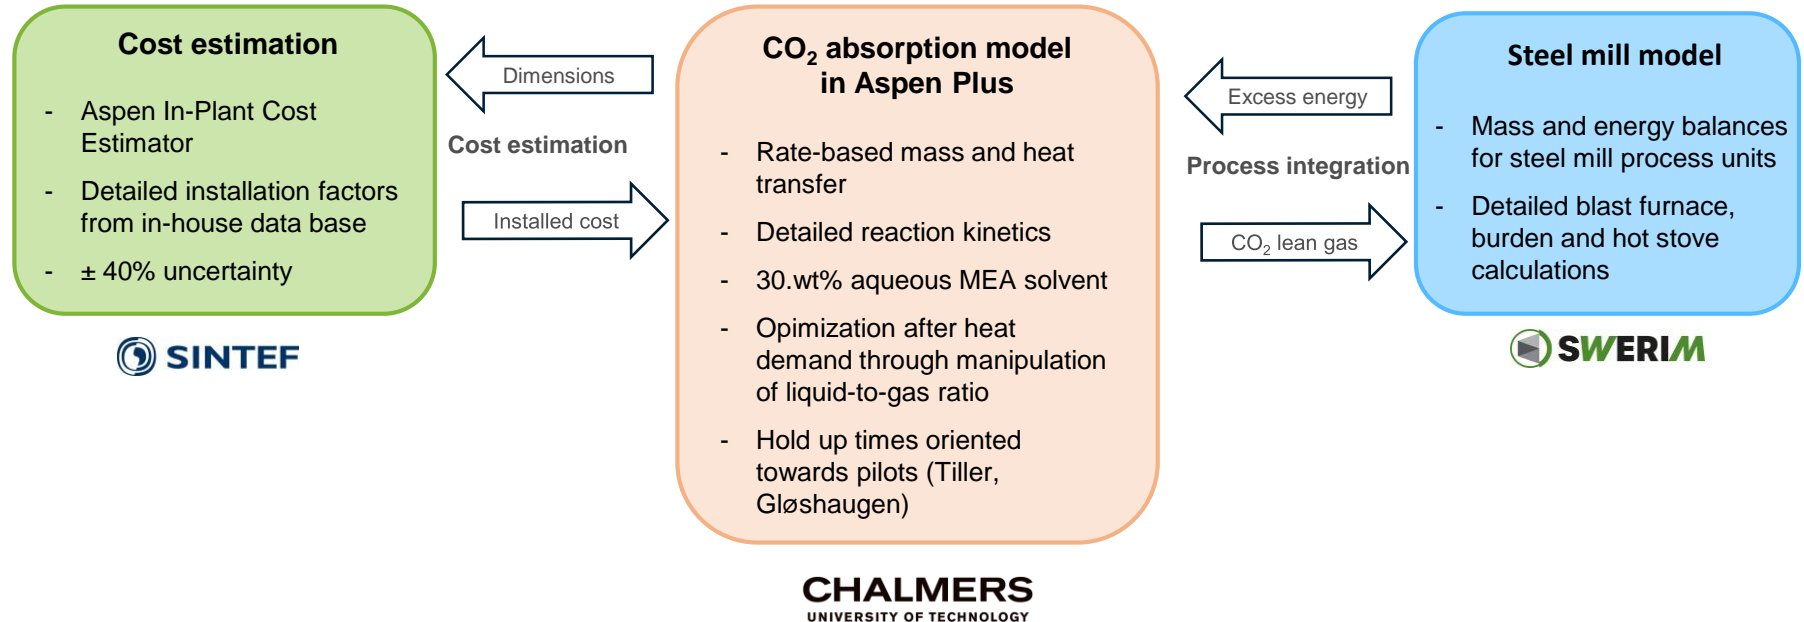 Cost estimation
- Aspen In-Plant Cost
Estimator
- Detailed installation factors
from in-house data base
- ± 40% uncertainty
SINTEF
Dimensions
Cost estimation
Installed cost
CO₂ absorption model
in Aspen Plus
- Rate-based mass and heat
transfer
- Detailed reaction kinetics
- 30.wt% aqueous MEA solvent
- Opimization after heat
demand through manipulation
of liquid-to-gas ratio
- Hold up times oriented
towards pilots (Tiller,
Gløshaugen)
CHALMERS
UNIVERSITY OF TECHNOLOGY
Excess energy
Process integration
CO₂ lean gas
Steel mill model
- Mass and energy balances
for steel mill process units
- Detailed blast furnace,
burden and hot stove
calculations
SWERIM